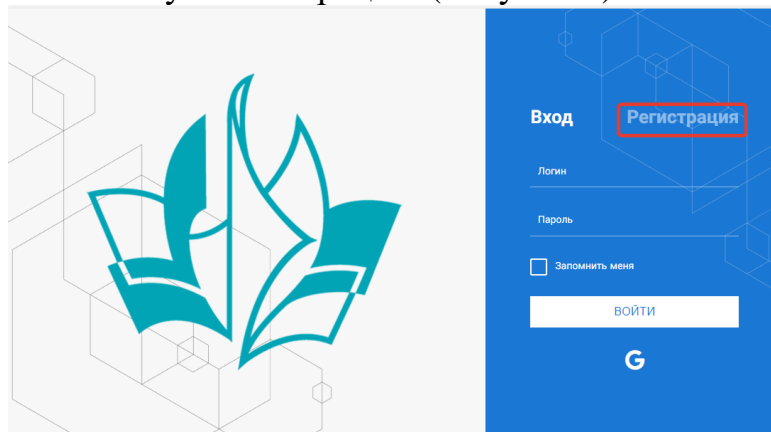 Вход Регистрация
Логин
Пароль
Запомнить меня
ВОЙТИ
G